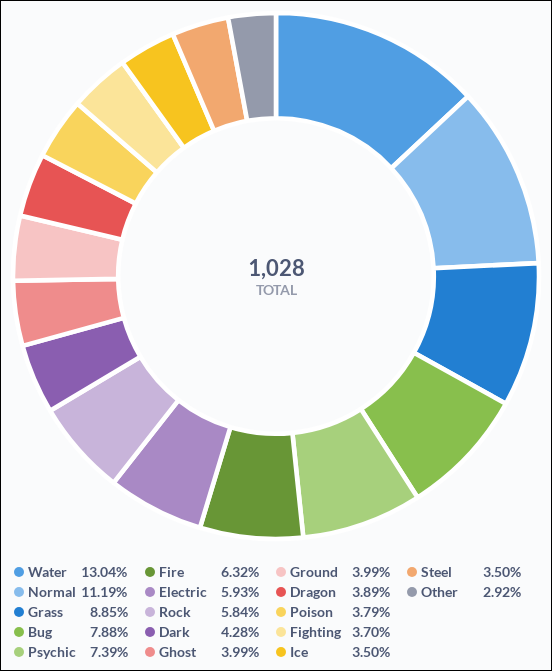 1,028
TOTAL
Water 13.04%
Normal 11.19%
Grass 8.85%
Bug 7.88%
Psychic 7.39%
Fire 6.32%
Electric 5.93%
Rock 5.84%
Dark 4.28%
Ghost 3.99%
Ground 3.99%
Dragon 3.89%
Poison 3.79%
Fighting 3.70%
Ice 3.50%
Steel 3.50%
Other 2.92%